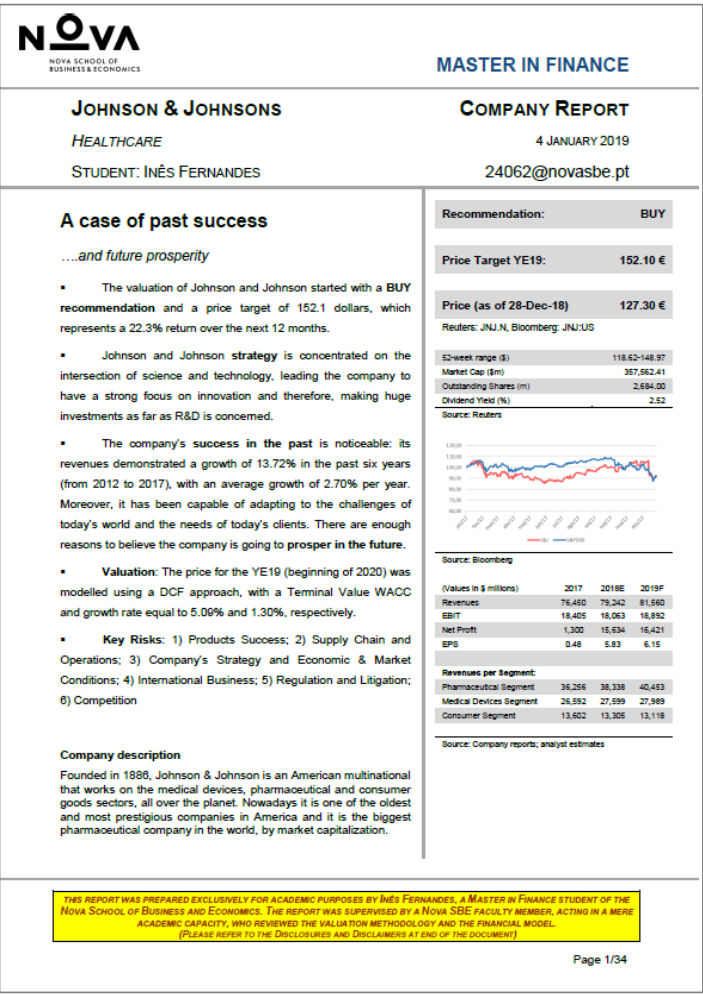 NOVA
NOVA SCHOOL OF
BUSINESS & ECONOMICS
MASTER IN FINANCE
JOHNSON & JOHNSONS
COMPANY REPORT
HEALTHCARE
4 JANUARY 2019
STUDENT: INÊS FERNANDES
24062@novasbe.pt
A case of past success
….and future prosperity
▪ The valuation of Johnson and Johnson started with a BUY
recommendation and a price target of 152.1 dollars, which
represents a 22.3% return over the next 12 months.
▪ Johnson and Johnson strategy is concentrated on the
intersection of science and technology, leading the company to
have a strong focus on innovation and therefore, making huge
investments as far as R&D is concerned.
▪ The company's success in the past is noticeable: its
revenues demonstrated a growth of 13.72% in the past six years
(from 2012 to 2017), with an average growth of 2.70% per year.
Moreover, it has been capable of adapting to the challenges of
today's world and the needs of today's clients. There are enough
reasons to believe the company is going to prosper in the future.
▪ Valuation: The price for the YE19 (beginning of 2020) was
modelled using a DCF approach, with a Terminal Value WACC
and growth rate equal to 5.09% and 1.30%, respectively.
▪ Key Risks: 1) Products Success; 2) Supply Chain and
Operations; 3) Company's Strategy and Economic & Market
Conditions; 4) International Business; 5) Regulation and Litigation;
6) Competition
Company description
Founded in 1886, Johnson & Johnson is an American multinational
that works on the medical devices, pharmaceutical and consumer
goods sectors, all over the planet. Nowadays it is one of the oldest
and most prestigious companies in America and it is the biggest
pharmaceutical company in the world, by market capitalization.
Recommendation: BUY
Price Target YE19: 152.10 €
Price (as of 28-Dec-18) 127.30 €
Reuters: JNJ.N, Bloomberg: JNJ:US
52-week range ($) 118.62-148.97
Market Cap ($m) 357,562.41
Outstanding Shares (m) 2,684.00
Dividend Yield (%) 2.52
Source: Reuters
Source: Bloomberg
(Values in $ millions) 2017 2018E 2019F
Revenues 76,450 79,242 81,560
EBIT 18,405 18,063 18,892
Net Profit 1,300 15,634 16,421
EPS 0.48 5.83 6.15
Revenues per Segment:
Pharmaceutical Segment 36,256 38,338 40,453
Medical Devices Segment 26,592 27,599 27,989
Consumer Segment 13,602 13,305 13,118
Source: Company reports; analyst estimates
THIS REPORT WAS PREPARED EXCLUSIVELY FOR ACADEMIC PURPOSES BY INÊS FERNANDES, A MASTER IN FINANCE STUDENT OF THE
NOVA SCHOOL OF BUSINESS AND ECONOMICS. THE REPORT WAS SUPERVISED BY A NOVA SBE FACULTY MEMBER, ACTING IN A MERE
ACADEMIC CAPACITY, WHO REVIEWED THE VALUATION METHODOLOGY AND THE FINANCIAL MODEL.
(PLEASE REFER TO THE DISCLOSURES AND DISCLAIMERS AT END OF THE DOCUMENT)
Page 1/34